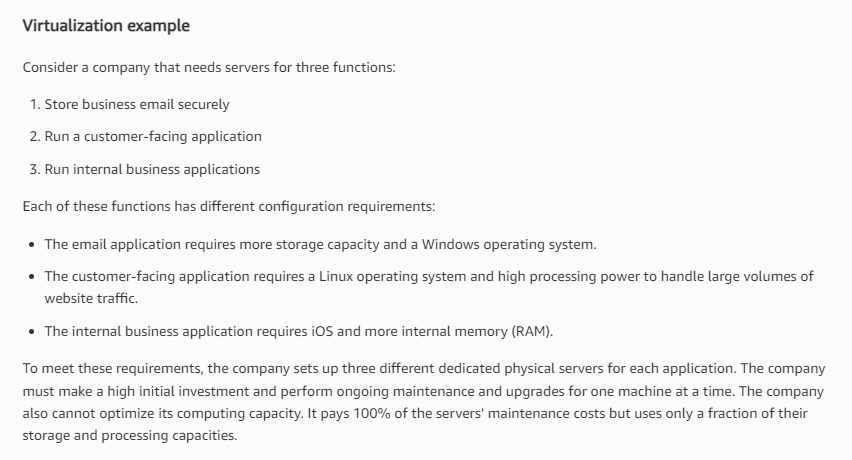 Virtualization example
Consider a company that needs servers for three functions:
1. Store business email securely
2. Run a customer-facing application
3. Run internal business applications
Each of these functions has different configuration requirements:
• The email application requires more storage capacity and a Windows operating system.
• The customer-facing application requires a Linux operating system and high processing power to handle large volumes of
website traffic.
• The internal business application requires iOS and more internal memory (RAM).
To meet these requirements, the company sets up three different dedicated physical servers for each application. The company
must make a high initial investment and perform ongoing maintenance and upgrades for one machine at a time. The company
also cannot optimize its computing capacity. It pays 100% of the servers’ maintenance costs but uses only a fraction of their
storage and processing capacities.